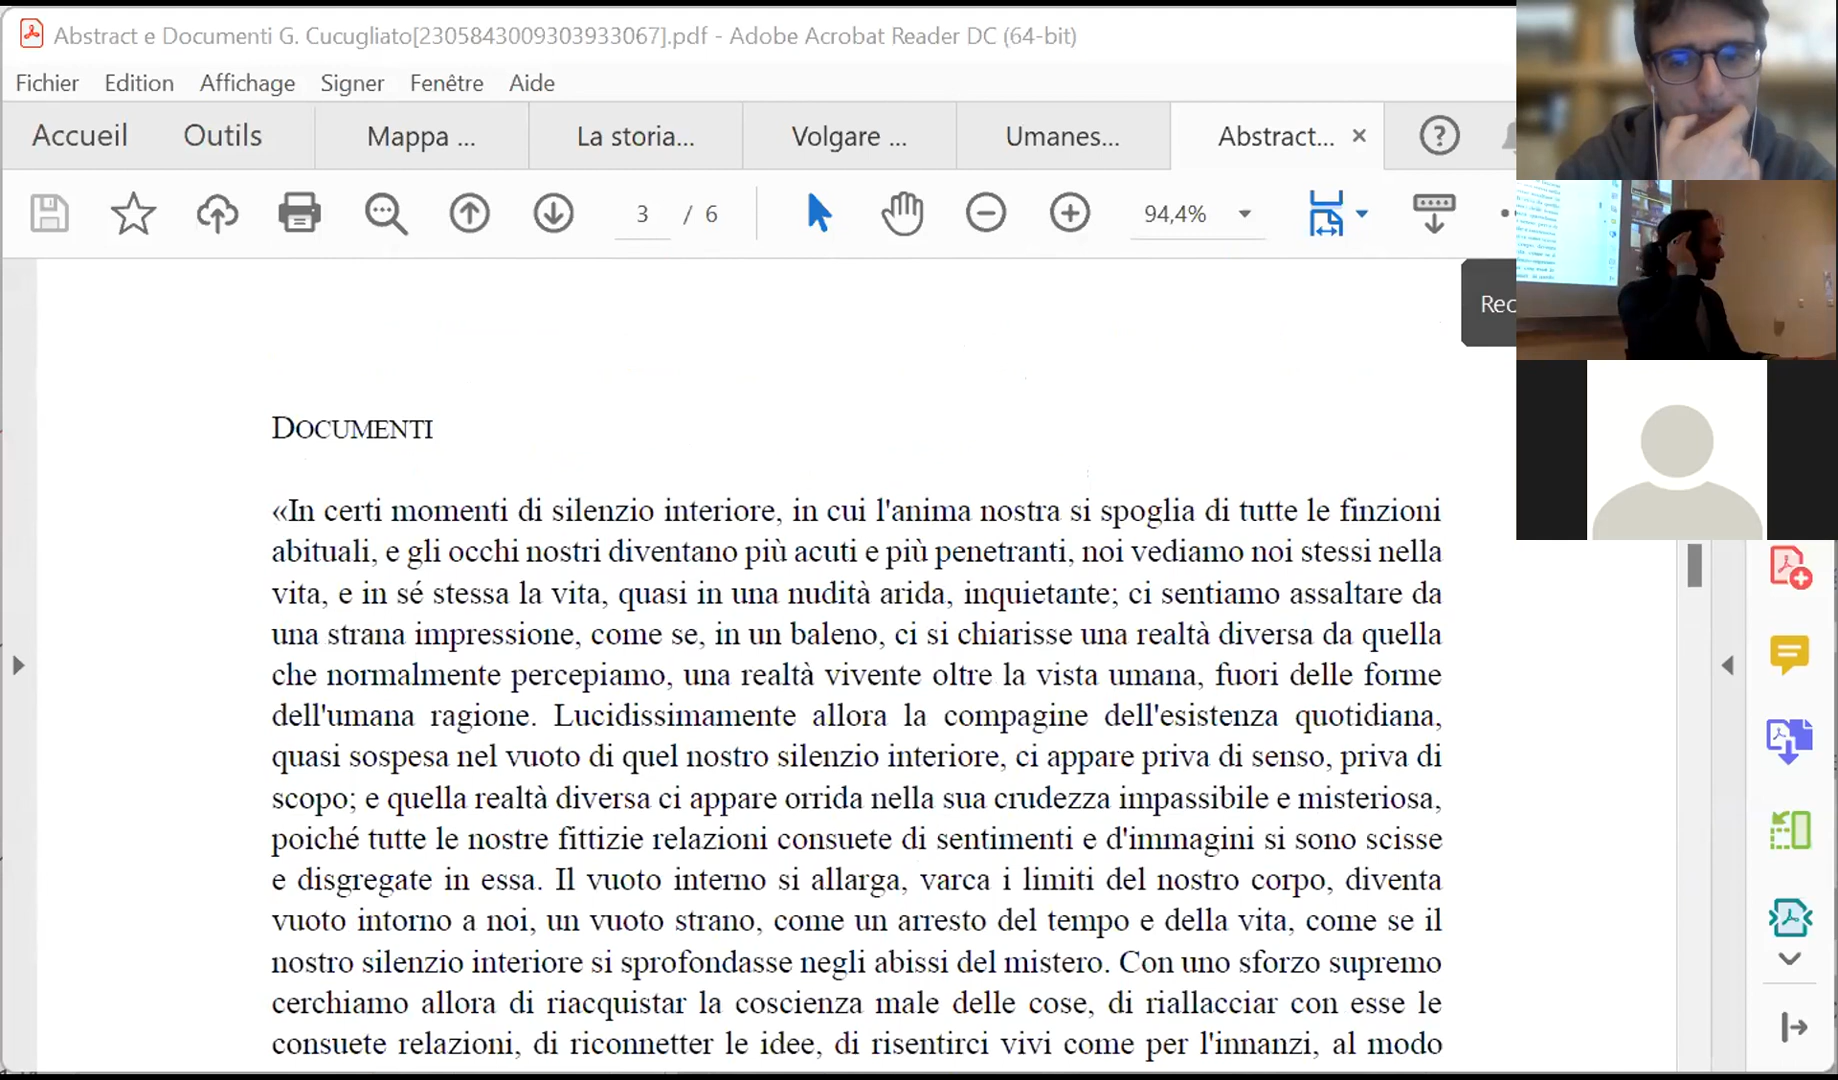 Abstract e Documenti G. Cucugliato[2305843009303933067].pdf - Adobe Acrobat Reader DC (64-bit)
Fichier Edition Affichage Signer Fenêtre Aide
Accueil Outils Mappa ... La storia... Volgare ... Umanes... Abstract... ×
3 / 6 94,4%
Rec
DOCUMENTI
«In certi momenti di silenzio interiore, in cui l'anima nostra si spoglia di tutte le finzioni
abituali, e gli occhi nostri diventano più acuti e più penetranti, noi vediamo noi stessi nella
vita, e in sé stessa la vita, quasi in una nudità arida, inquietante; ci sentiamo assaltare da
una strana impressione, come se, in un baleno, ci si chiarisse una realtà diversa da quella
che normalmente percepiamo, una realtà vivente oltre la vista umana, fuori delle forme
dell'umana ragione. Lucidissimamente allora la compagine dell'esistenza quotidiana,
quasi sospesa nel vuoto di quel nostro silenzio interiore, ci appare priva di senso, priva di
scopo; e quella realtà diversa ci appare orrida nella sua crudezza impassibile e misteriosa,
poiché tutte le nostre fittizie relazioni consuete di sentimenti e d'immagini si sono scisse
e disgregate in essa. Il vuoto interno si allarga, varca i limiti del nostro corpo, diventa
vuoto intorno a noi, un vuoto strano, come un arresto del tempo e della vita, come se il
nostro silenzio interiore si sprofondasse negli abissi del mistero. Con uno sforzo supremo
cerchiamo allora di riacquistar la coscienza male delle cose, di riallacciar con esse le
consuete relazioni, di riconnetter le idee, di risentirci vivi come per l'innanzi, al modo